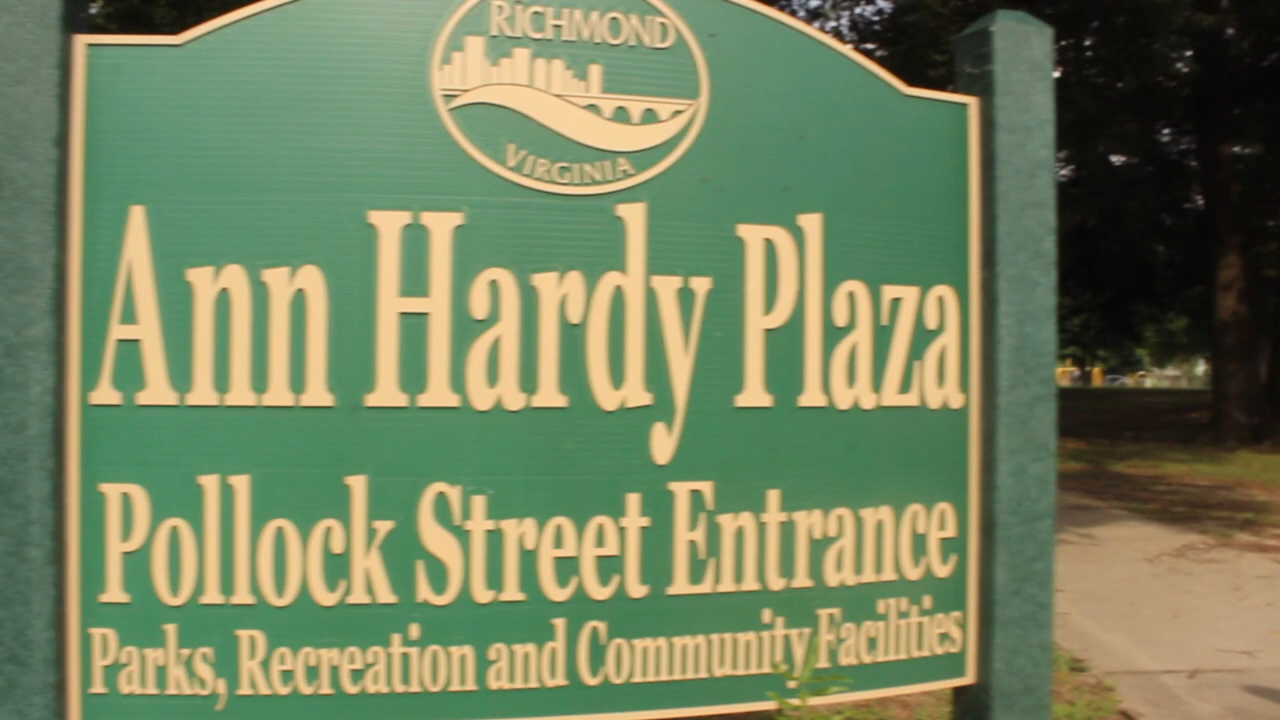 RICHMOND
VIRGINIA
Ann Hardy Plaza
Pollock Street Entrance
Parks, Recreation and Community Facilities